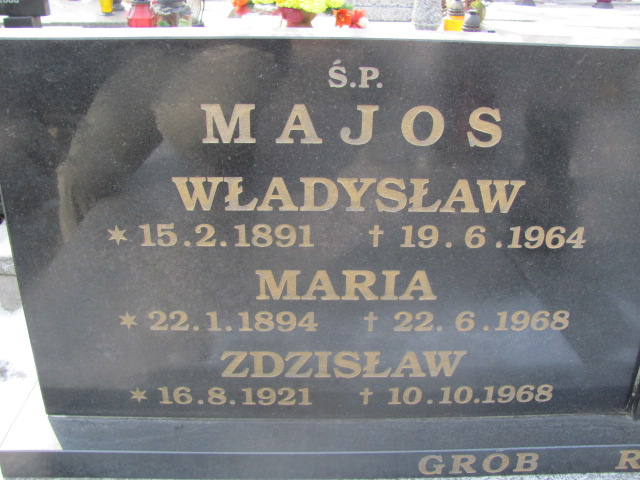 Ś.P.
MAJOS
WŁADYSŁAW
* 15.2.1891 † 19.6.1964
MARIA
* 22.1.1894 † 22.6.1968
ZDZISŁAW
* 16.8.1921 † 10.10.1968
GRÓB R